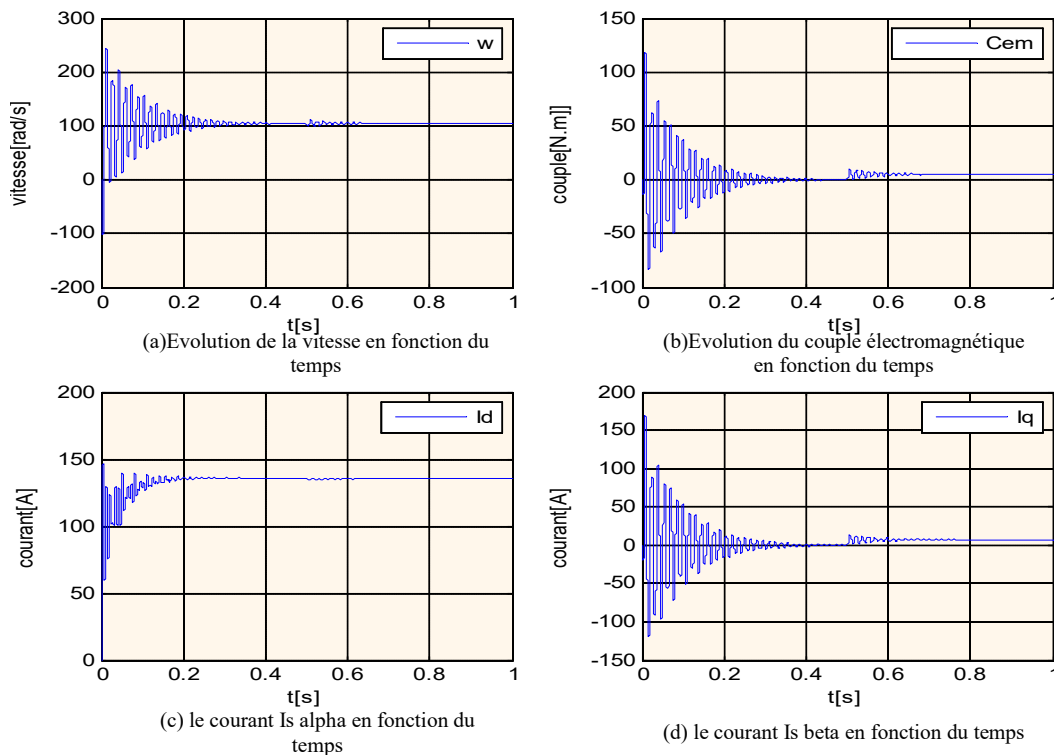 300
200
100
0
-100
-200
vitesse[rad/s]
w
0 0.2 0.4 0.6 0.8 1
t[s]
(a)Evolution de la vitesse en fonction du
temps
150
100
50
0
-50
-100
couple[N.m]]
Cem
0 0.2 0.4 0.6 0.8 1
t[s]
(b)Evolution du couple électromagnétique
en fonction du temps
200
150
100
50
0
courant[A]
Id
0 0.2 0.4 0.6 0.8 1
t[s]
(c) le courant Is alpha en fonction du
temps
200
150
100
50
0
-50
-100
-150
courant[A]
Iq
0 0.2 0.4 0.6 0.8 1
t[s]
(d) le courant Is beta en fonction du temps